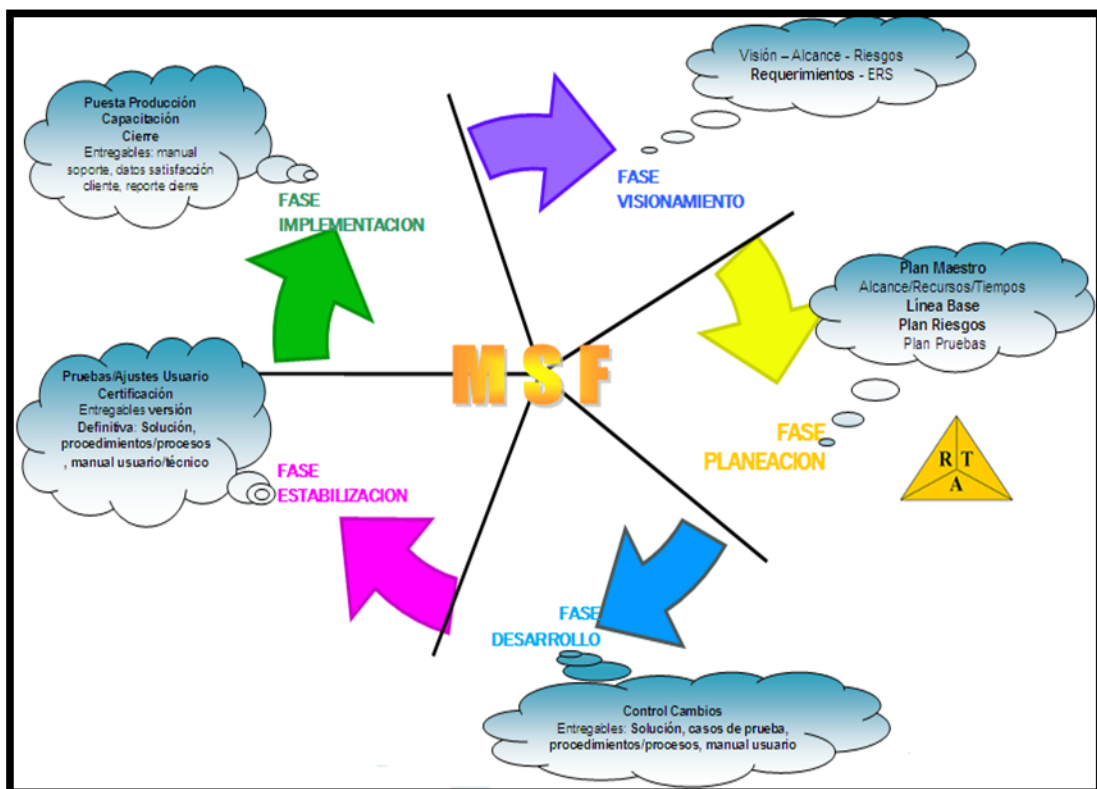 Visión – Alcance - Riesgos
Requerimientos - ERS
FASE
VISIONAMIENTO
Plan Maestro
Alcance/Recursos/Tiempos
Línea Base
Plan Riesgos
Plan Pruebas
FASE
PLANEACION
R T
A
MSF
FASE
DESARROLLO
Control Cambios
Entregables: Solución, casos de prueba,
procedimientos/procesos, manual usuario
FASE
ESTABILIZACION
Pruebas/Ajustes Usuario
Certificación
Entregables versión
Definitiva: Solución,
procedimientos/procesos
, manual usuario/técnico
FASE
IMPLEMENTACION
Puesta Producción
Capacitación
Cierre
Entregables: manual
soporte, datos satisfacción
cliente, reporte cierre